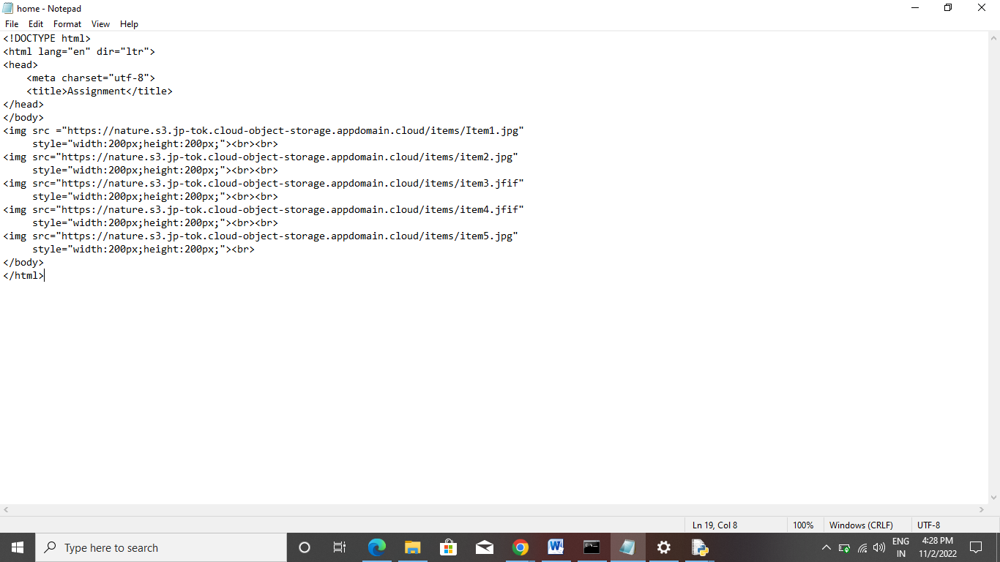 home - Notepad
File Edit Format View Help
<!DOCTYPE html>
<html lang="en" dir="ltr">
<head>
    <meta charset="utf-8">
    <title>Assignment</title>
</head>
</body>
<img src ="https://nature.s3.jp-tok.cloud-object-storage.appdomain.cloud/items/Item1.jpg"
     style="width:200px;height:200px;"><br><br>
<img src="https://nature.s3.jp-tok.cloud-object-storage.appdomain.cloud/items/item2.jpg"
     style="width:200px;height:200px;"><br><br>
<img src="https://nature.s3.jp-tok.cloud-object-storage.appdomain.cloud/items/item3.jfif"
     style="width:200px;height:200px;"><br><br>
<img src="https://nature.s3.jp-tok.cloud-object-storage.appdomain.cloud/items/item4.jfif"
     style="width:200px;height:200px;"><br><br>
<img src="https://nature.s3.jp-tok.cloud-object-storage.appdomain.cloud/items/item5.jpg"
     style="width:200px;height:200px;"><br>
</body>
</html>
Ln 19, Col 8 100% Windows (CRLF) UTF-8
Type here to search
ENG
IN
4:28 PM
11/2/2022